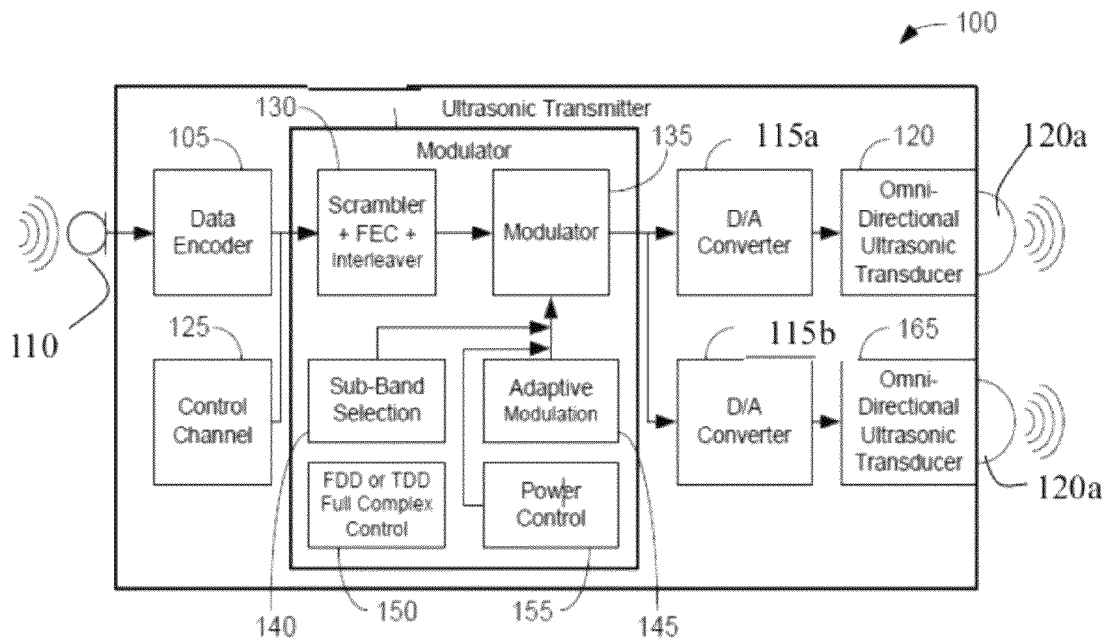 100
Ultrasonic Transmitter
130
Modulator
135
105
115a
120
120a
Data
Encoder
Scrambler
+ FEC +
Interleaver
Modulator
D/A
Converter
Omni-
Directional
Ultrasonic
Transducer
110
125
115b
165
Control
Channel
Sub-Band
Selection
Adaptive
Modulation
D/A
Converter
Omni-
Directional
Ultrasonic
Transducer
120a
FDD or TDD
Full Complex
Control
Power
Control
140
150
155
145